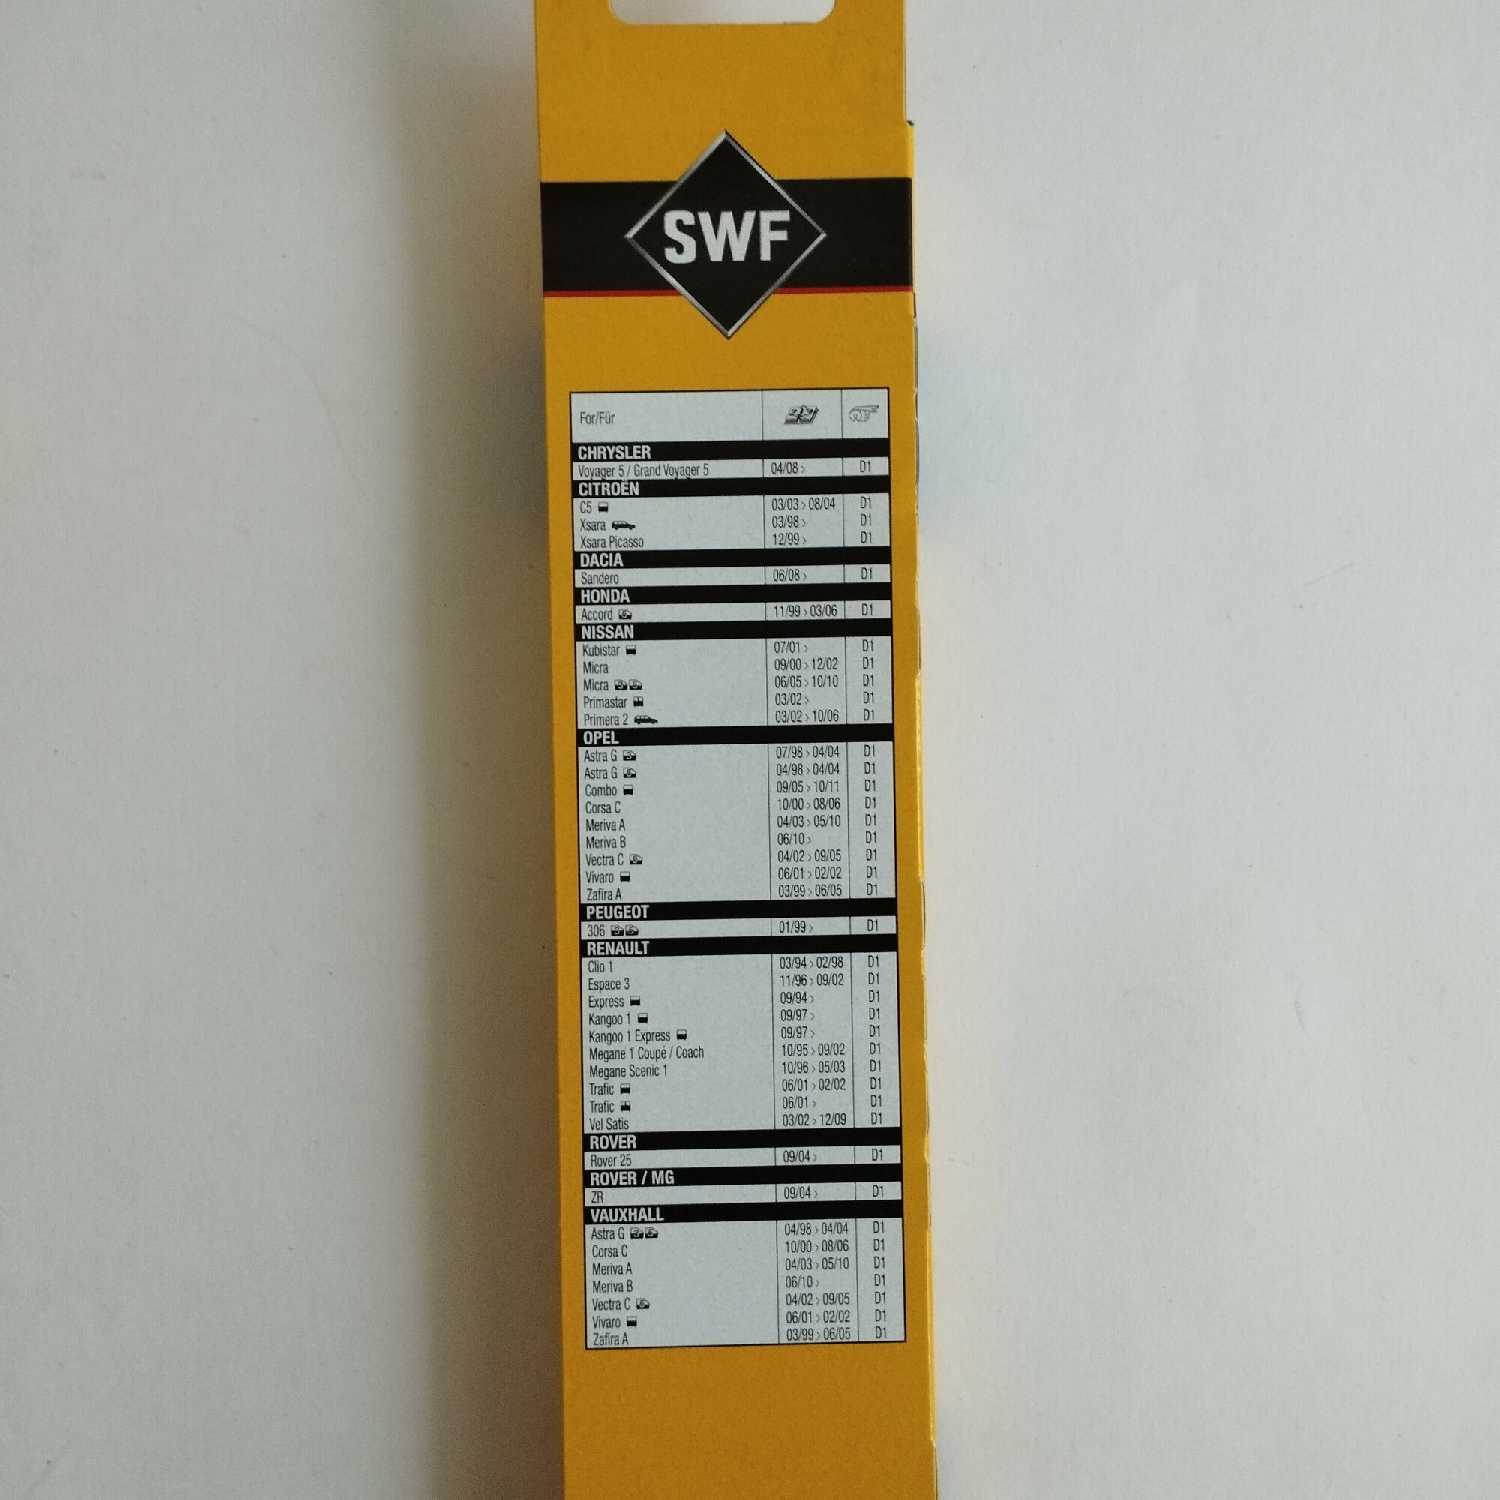 SWF
For/Für
CHRYSLER
Voyager 5 / Grand Voyager 5 04/08 › D1
CITROËN
C5 03/03 › 08/04 D1
Xsara 03/98 › D1
Xsara Picasso 12/99 › D1
DACIA
Sandero 06/08 › D1
HONDA
Accord 11/99 › 03/06 D1
NISSAN
Kubistar 07/01 › D1
Micra 09/00 › 12/02 D1
Micra 06/05 › 10/10 D1
Primastar 03/02 › D1
Primera 2 03/02 › 10/06 D1
OPEL
Astra G 07/98 › 04/04 D1
Astra G 04/98 › 04/04 D1
Combo 09/05 › 10/11 D1
Corsa C 10/00 › 08/06 D1
Meriva A 04/03 › 05/10 D1
Meriva B 06/10 › D1
Vectra C 04/02 › 09/05 D1
Vivaro 06/01 › 02/02 D1
Zafira A 03/99 › 06/05 D1
PEUGEOT
306 01/99 › D1
RENAULT
Clio 1 03/94 › 02/98 D1
Espace 3 11/96 › 09/02 D1
Express 09/94 › D1
Kangoo 1 09/97 › D1
Kangoo 1 Express 09/97 › D1
Megane 1 Coupé / Coach 10/95 › 09/02 D1
Megane Scenic 1 10/96 › 05/03 D1
Trafic 06/01 › 02/02 D1
Trafic 06/01 › D1
Vel Satis 03/02 › 12/09 D1
ROVER
Rover 25 09/04 › D1
ROVER / MG
ZR 09/04 › D1
VAUXHALL
Astra G 04/98 › 04/04 D1
Corsa C 10/00 › 08/06 D1
Meriva A 04/03 › 05/10 D1
Meriva B 06/10 › D1
Vectra C 04/02 › 09/05 D1
Vivaro 06/01 › 02/02 D1
Zafira A 03/99 › 06/05 D1